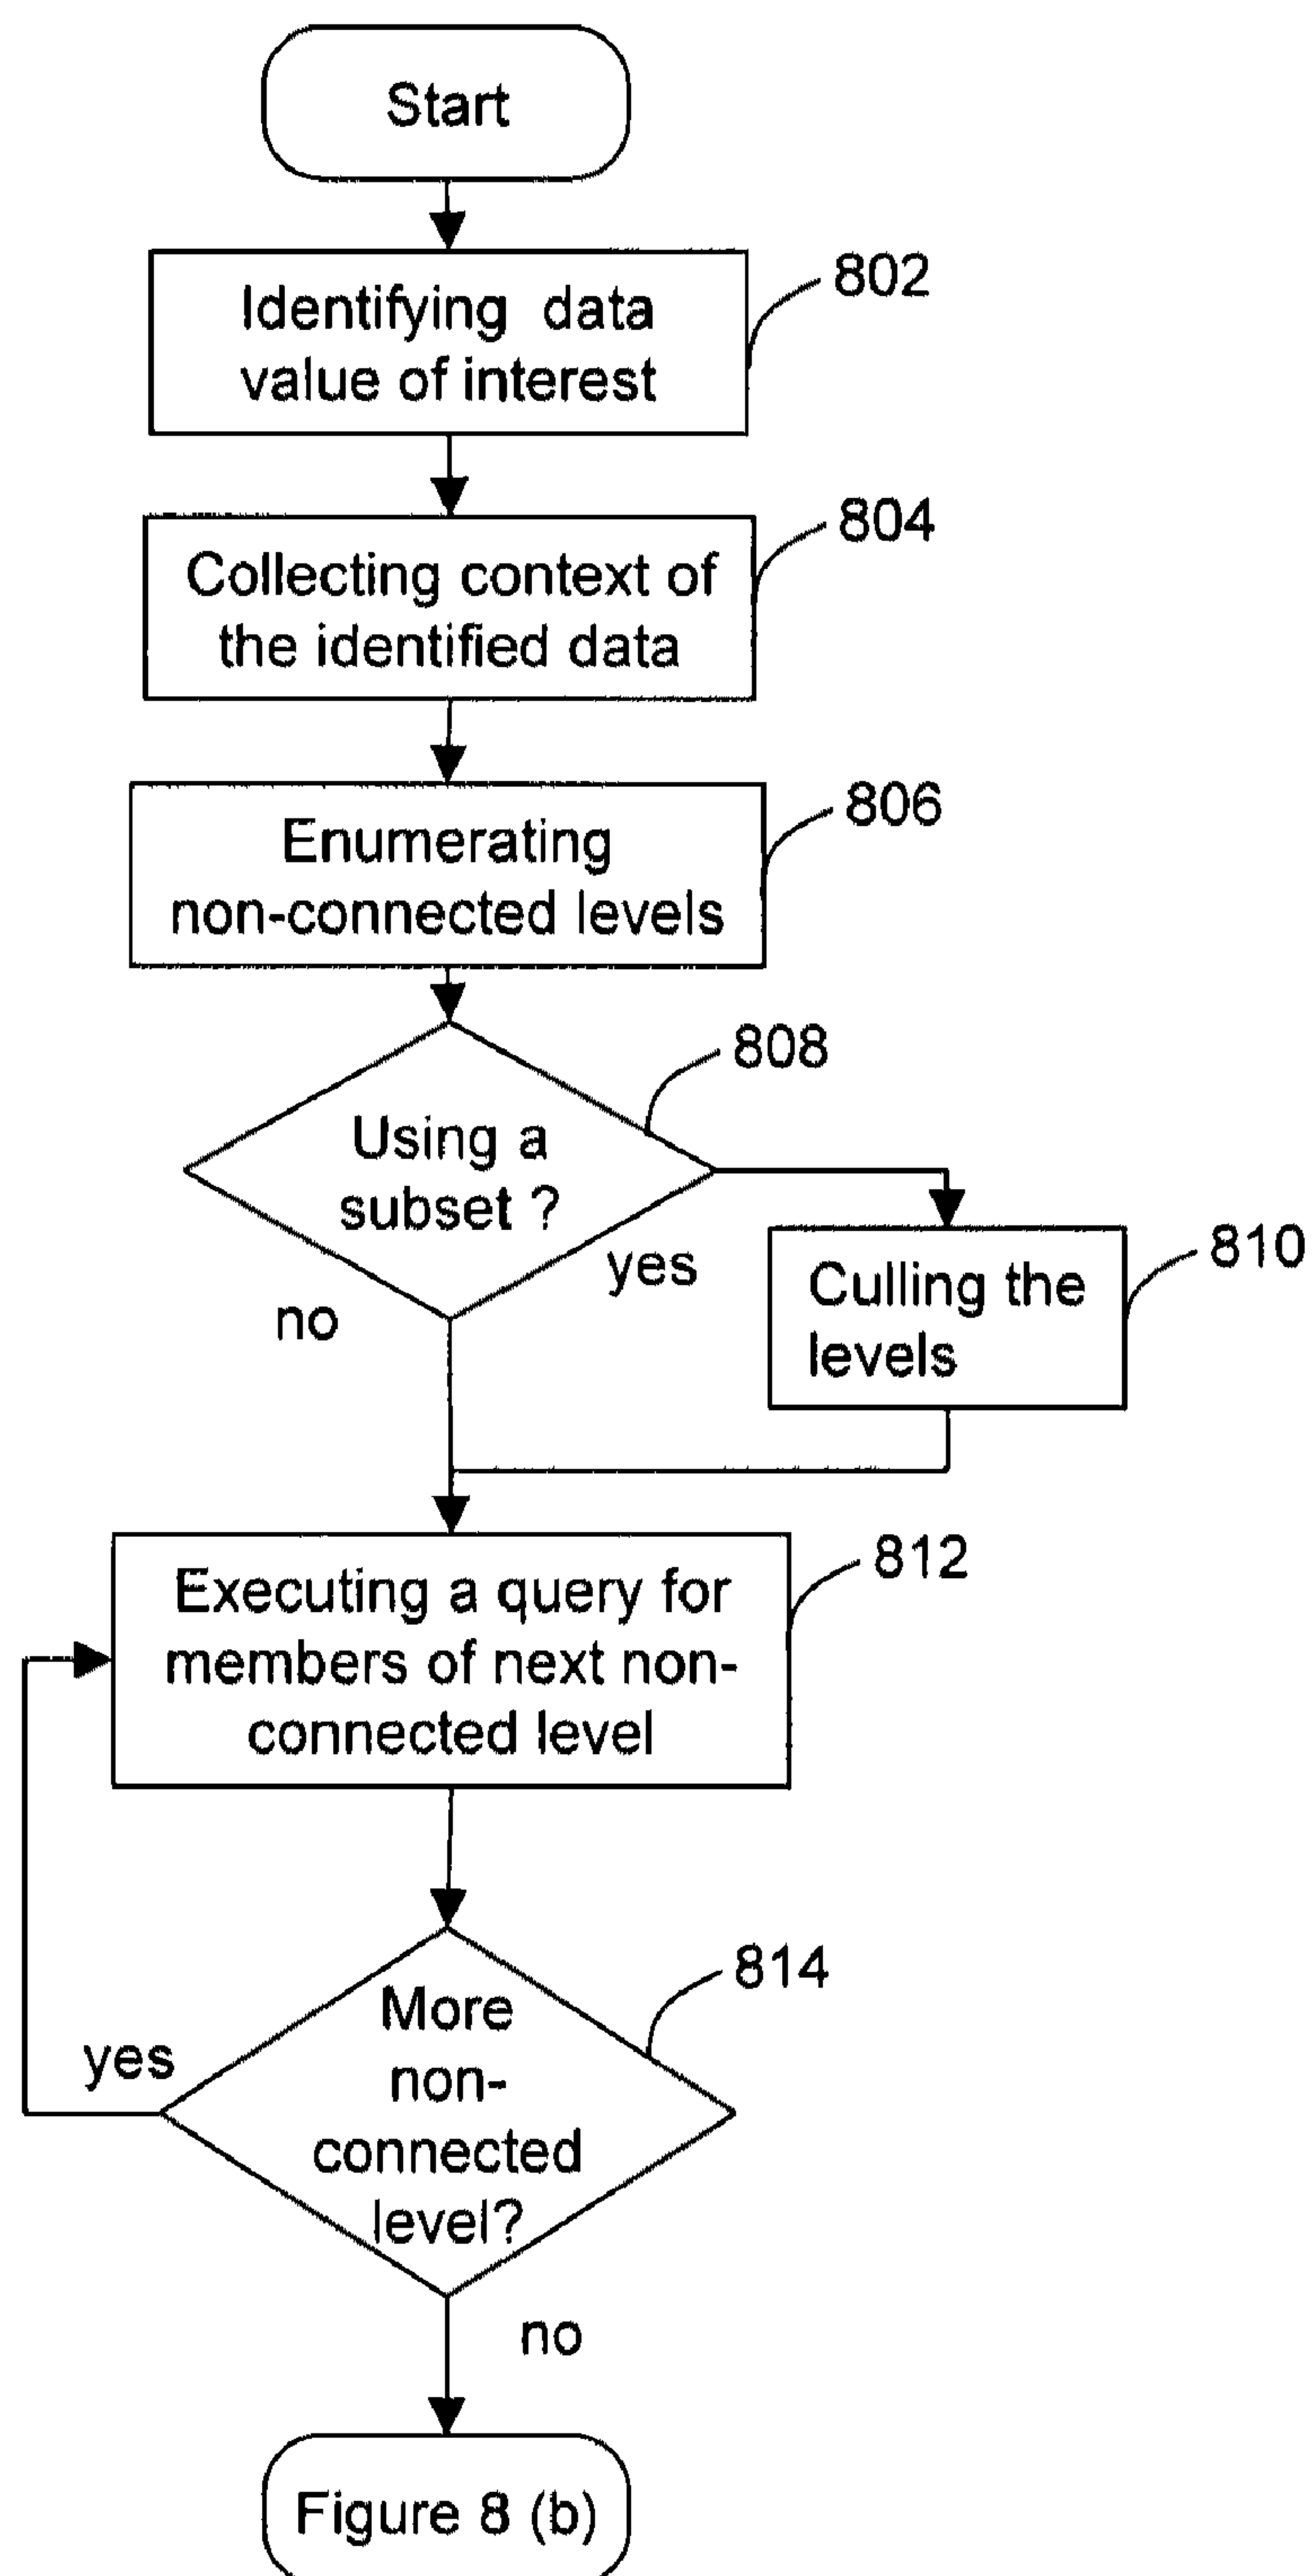 Start
Identifying data
value of interest
802
Collecting context of
the identified data
804
Enumerating
non-connected levels
806
Using a
subset ?
808
yes
no
Culling the
levels
810
Executing a query for
members of next non-
connected level
812
More
non-
connected
level?
814
yes
no
Figure 8 (b)